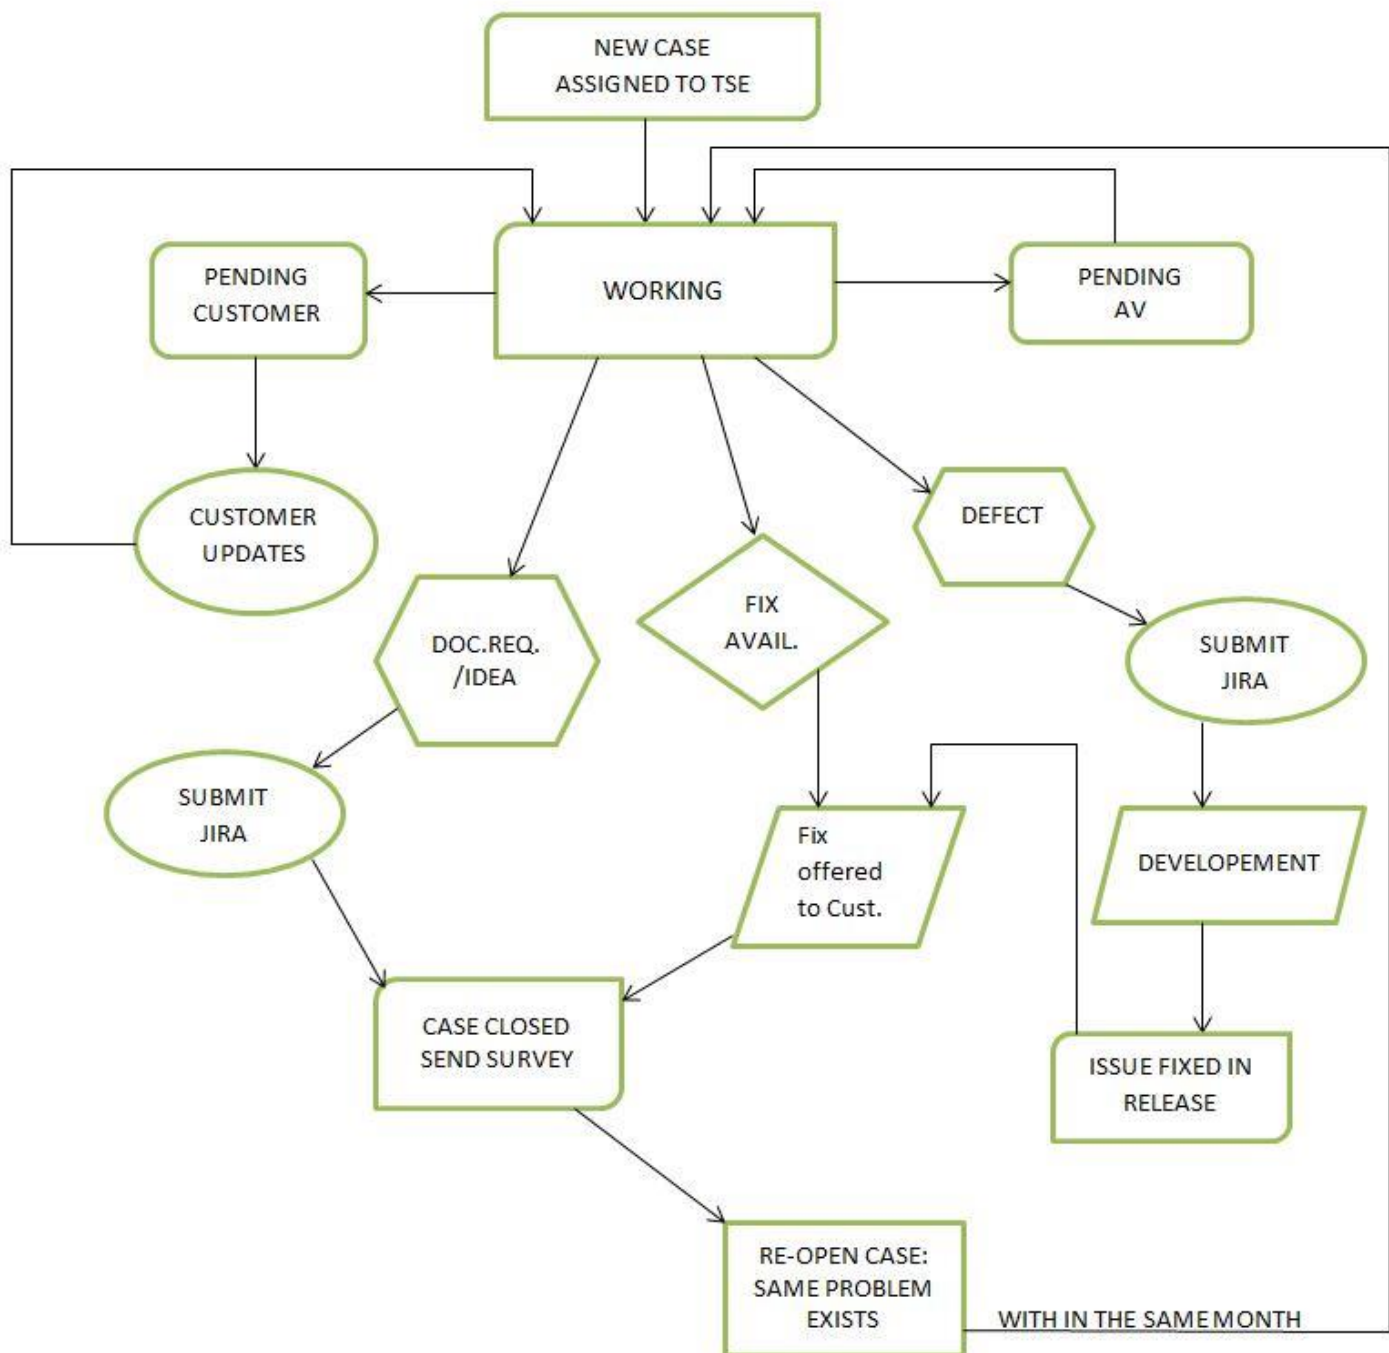 NEW CASE
ASSIGNED TO TSE
PENDING
CUSTOMER
WORKING
PENDING
AV
CUSTOMER
UPDATES
DOC.REQ.
/IDEA
FIX
AVAIL.
DEFECT
SUBMIT
JIRA
SUBMIT
JIRA
Fix
offered
to Cust.
DEVELOPEMENT
CASE CLOSED
SEND SURVEY
ISSUE FIXED IN
RELEASE
RE-OPEN CASE:
SAME PROBLEM
EXISTS
WITH IN THE SAME MONTH